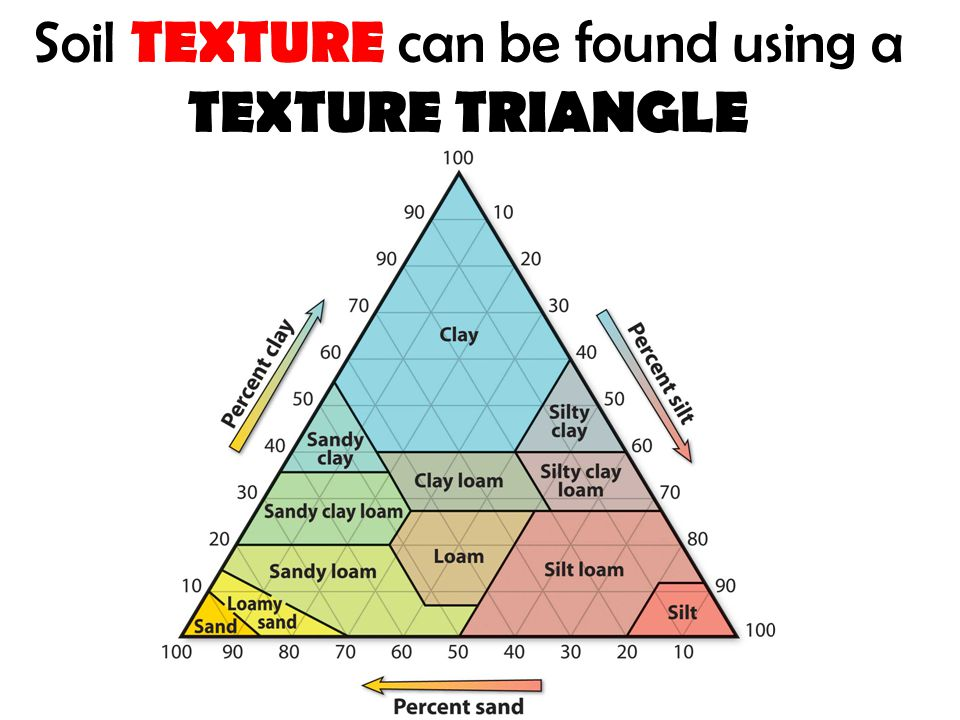 Soil TEXTURE can be found using a
TEXTURE TRIANGLE
100
90 10
90 20
70 30
Clay
60 40
Percent clay
Percent silt
50 50
Silty
clay
Sandy
clay
40 60
Silty clay
loam
Clay loam
30 70
Sandy clay loam
20 80
Loam
Sandy loam
Silt loam
10 90
Loamy
sand
Silt
Sand
100
100 90 80 70 60 50 40 30 20 10
Percent sand